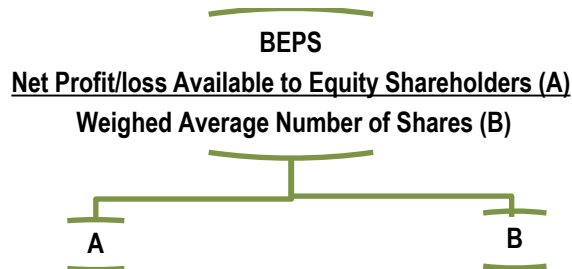 BEPS
Net Profit/loss Available to Equity Shareholders (A)
Weighed Average Number of Shares (B)
A
B